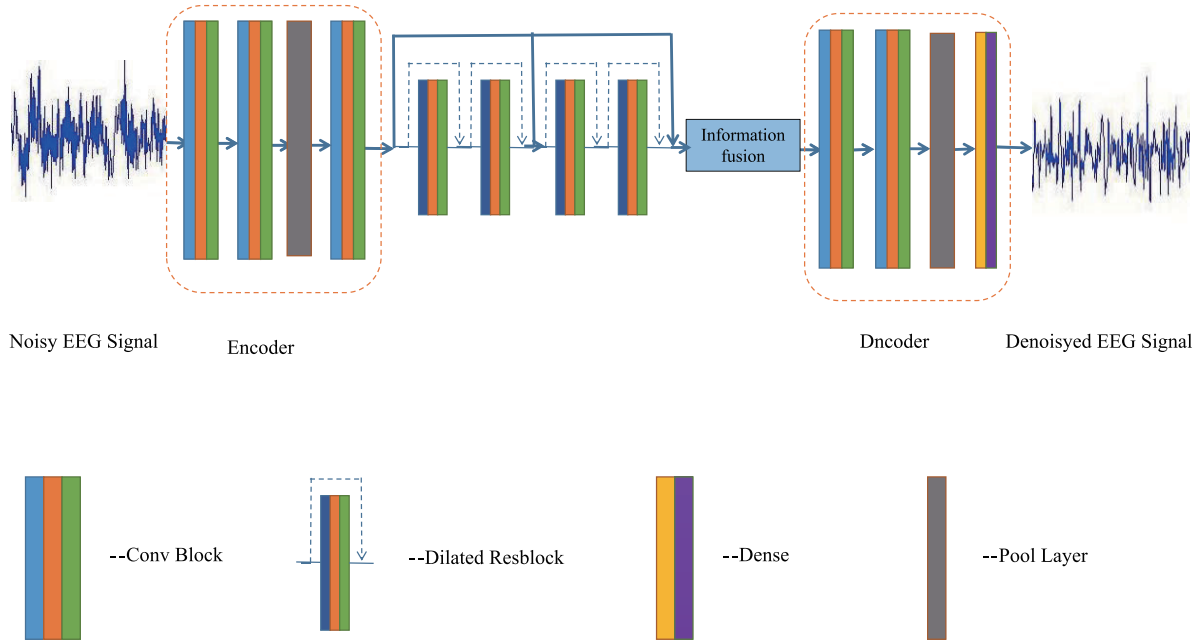 Information
fusion
Noisy EEG Signal
Encoder
Dncoder
Denoisyed EEG Signal
--Conv Block
--Dilated Resblock
--Dense
--Pool Layer